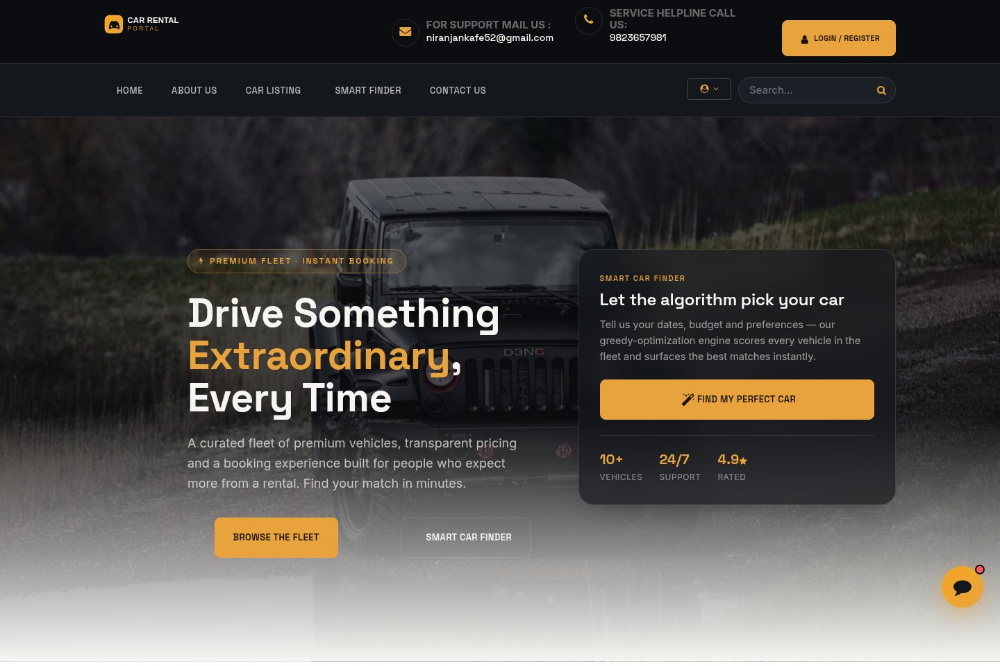 CAR RENTAL
PORTAL
FOR SUPPORT MAIL US :
niranjankafe52@gmail.com
SERVICE HELPLINE CALL
US:
9823657981
LOGIN / REGISTER
HOME
ABOUT US
CAR LISTING
SMART FINDER
CONTACT US
Search...
PREMIUM FLEET · INSTANT BOOKING
Drive Something
Extraordinary,
Every Time
A curated fleet of premium vehicles, transparent pricing
and a booking experience built for people who expect
more from a rental. Find your match in minutes.
BROWSE THE FLEET
SMART CAR FINDER
D3NG
SMART CAR FINDER
Let the algorithm pick your car
Tell us your dates, budget and preferences — our
greedy-optimization engine scores every vehicle in the
fleet and surfaces the best matches instantly.
FIND MY PERFECT CAR
10+
VEHICLES
24/7
SUPPORT
4.9★
RATED